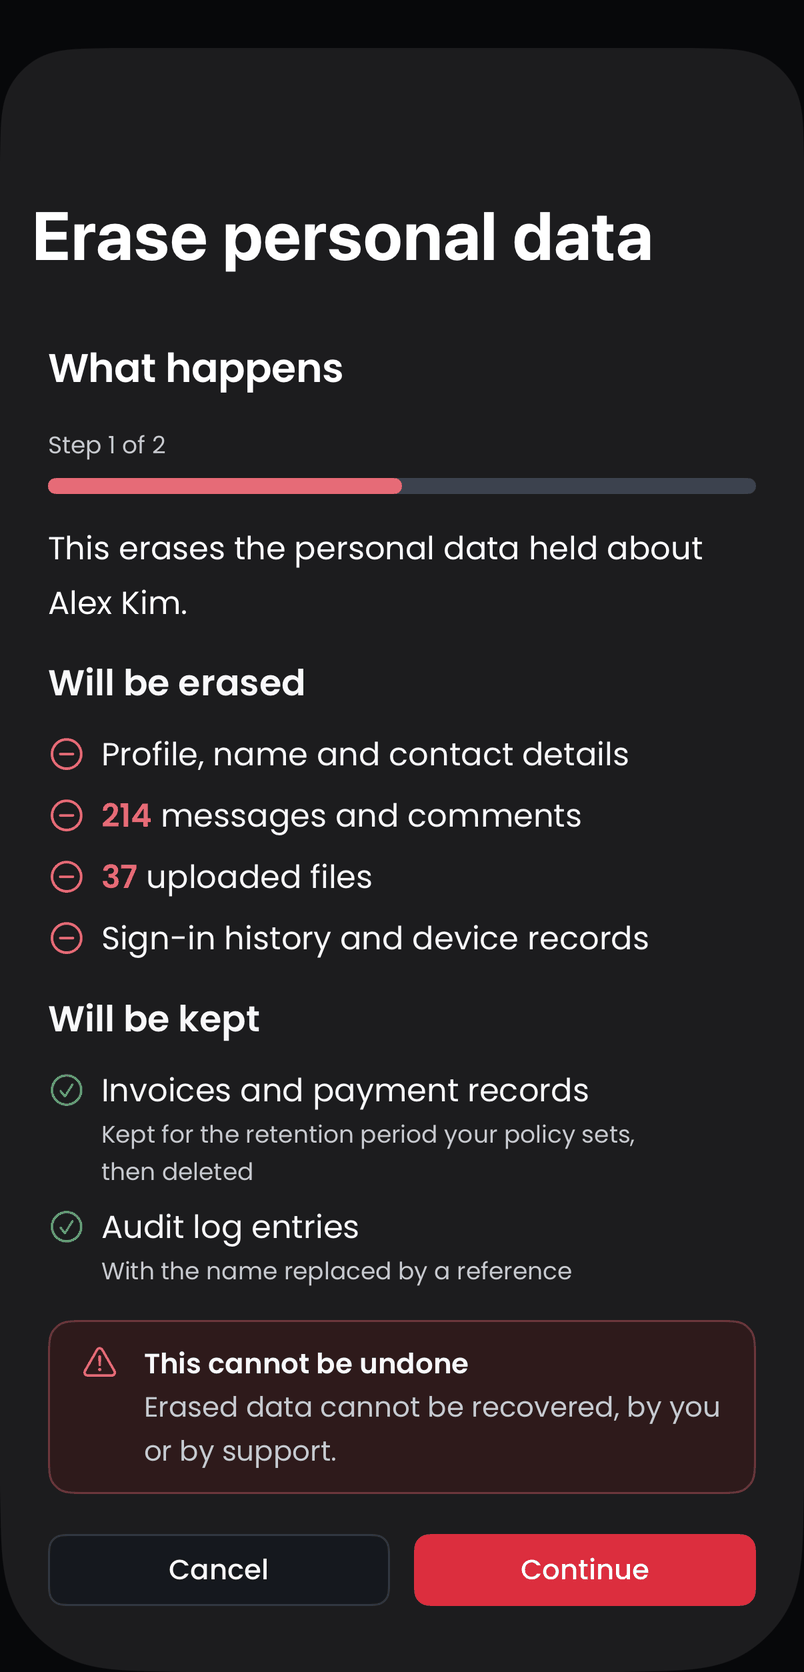 Erase personal data
What happens
Step 1 of 2
This erases the personal data held about
Alex Kim.
Will be erased
Profile, name and contact details
214 messages and comments
37 uploaded files
Sign-in history and device records
Will be kept
Invoices and payment records
Kept for the retention period your policy sets,
then deleted
Audit log entries
With the name replaced by a reference
This cannot be undone
Erased data cannot be recovered, by you
or by support.
Cancel
Continue